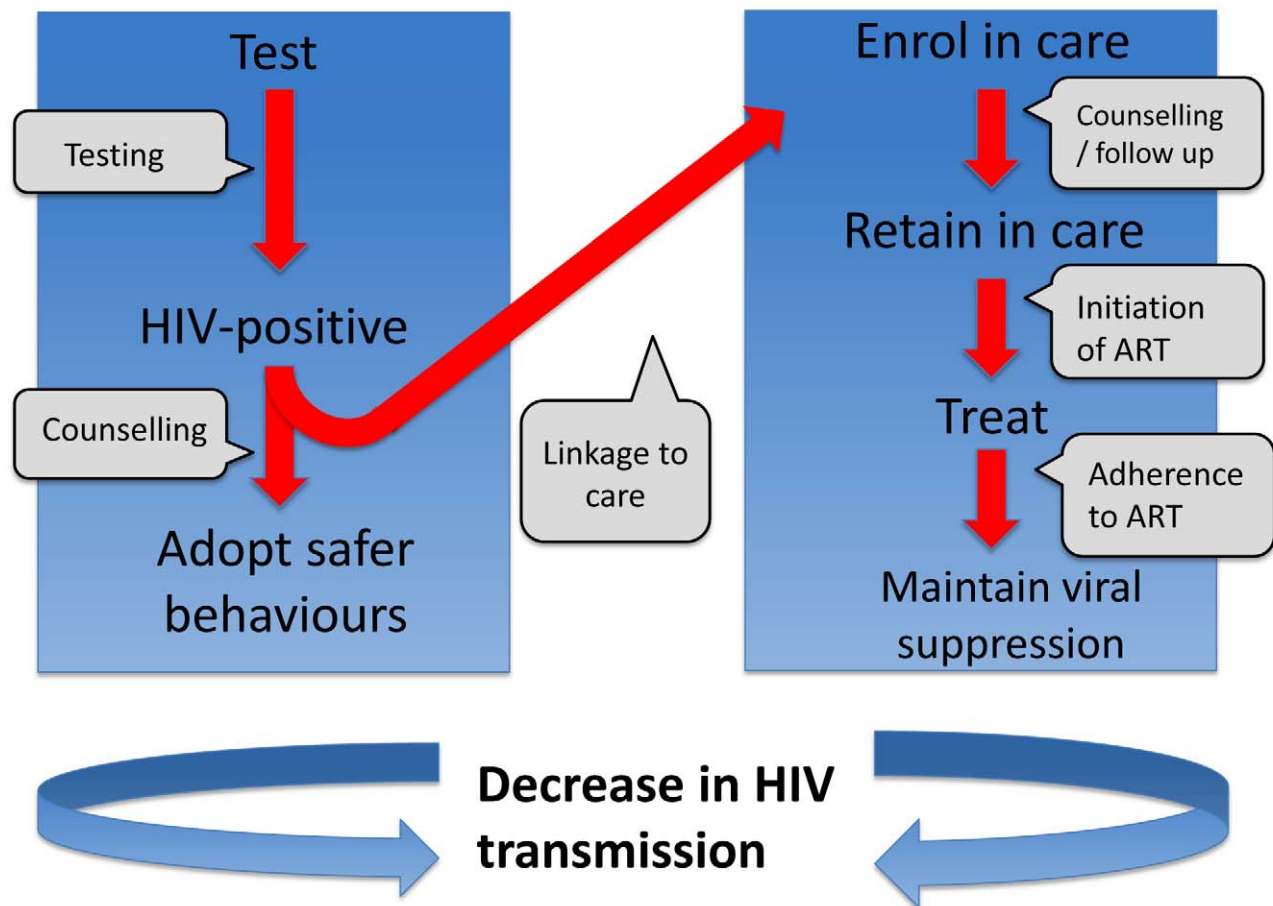 Test
Testing
HIV-positive
Counselling
Adopt safer
behaviours
Linkage to
care
Enrol in care
Counselling
/ follow up
Retain in care
Initiation
of ART
Treat
Adherence
to ART
Maintain viral
suppression
Decrease in HIV
transmission